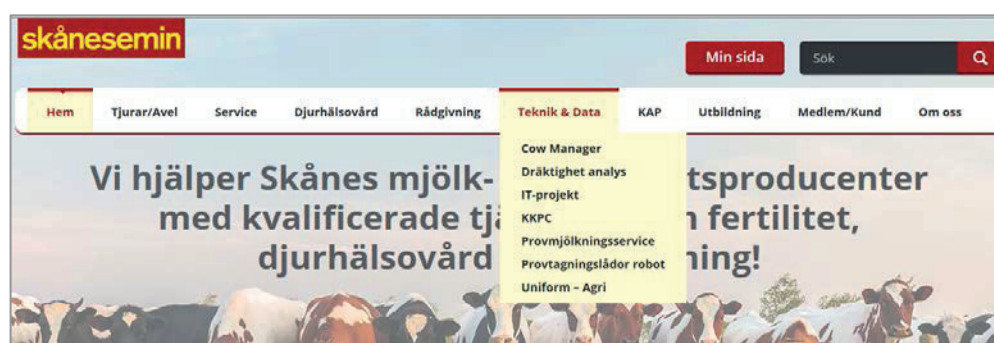 skånesemin
Min sida
Sök
Hem Tjurar/Avel Service Djurhälsovård Rådgivning Teknik & Data KAP Utbildning Medlem/Kund Om oss
Cow Manager
Dräktighet analys
IT-projekt
KKPC
Provmjölkningsservice
Provtagningslådor robot
Uniform – Agri
Vi hjälper Skånes mjölk- tsproducenter
med kvalificerade fertilitet,
djurhälsovård